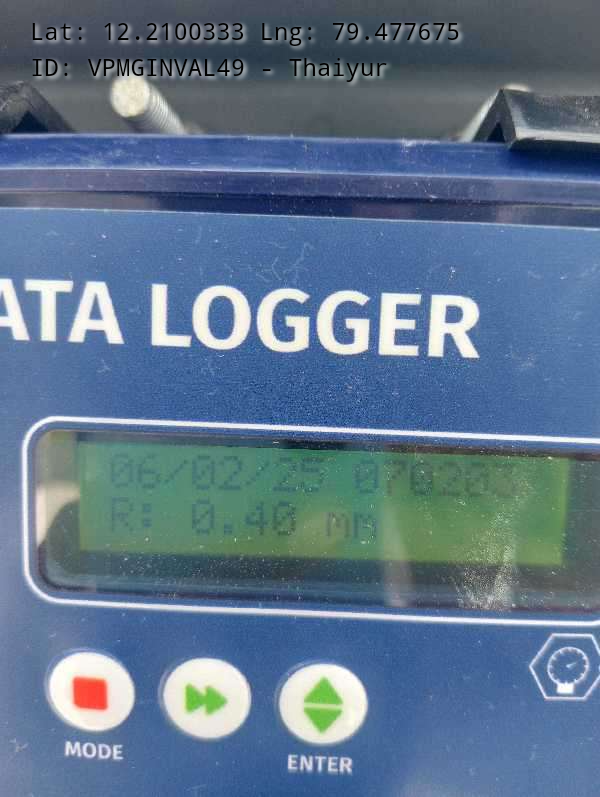 Lat: 12.2100333 Lng: 79.477675
ID: VPMGINVAL49 - Thaiyur
ATA LOGGER
06/02/25 070203
R: 0.40 mm
MODE
ENTER